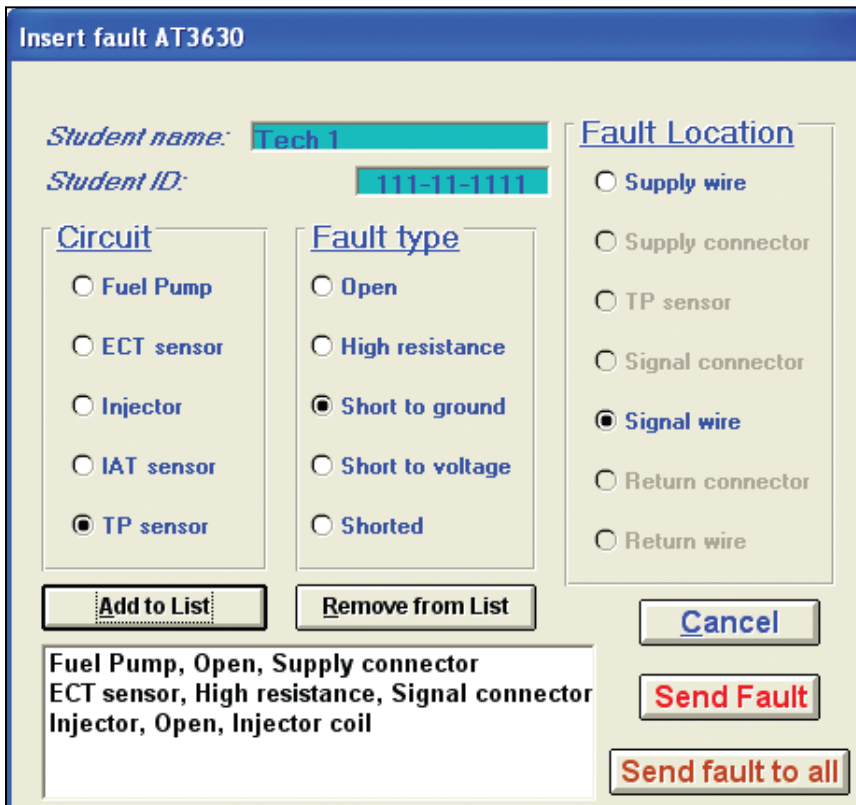 Insert fault AT3630
Student name: Tech 1
Student ID: 111-11-1111
Circuit
Fuel Pump
ECT sensor
Injector
IAT sensor
TP sensor
Fault type
Open
High resistance
Short to ground
Short to voltage
Shorted
Fault Location
Supply wire
Supply connector
TP sensor
Signal connector
Signal wire
Return connector
Return wire
Add to List
Remove from List
Fuel Pump, Open, Supply connector
ECT sensor, High resistance, Signal connector
Injector, Open, Injector coil
Cancel
Send Fault
Send fault to all